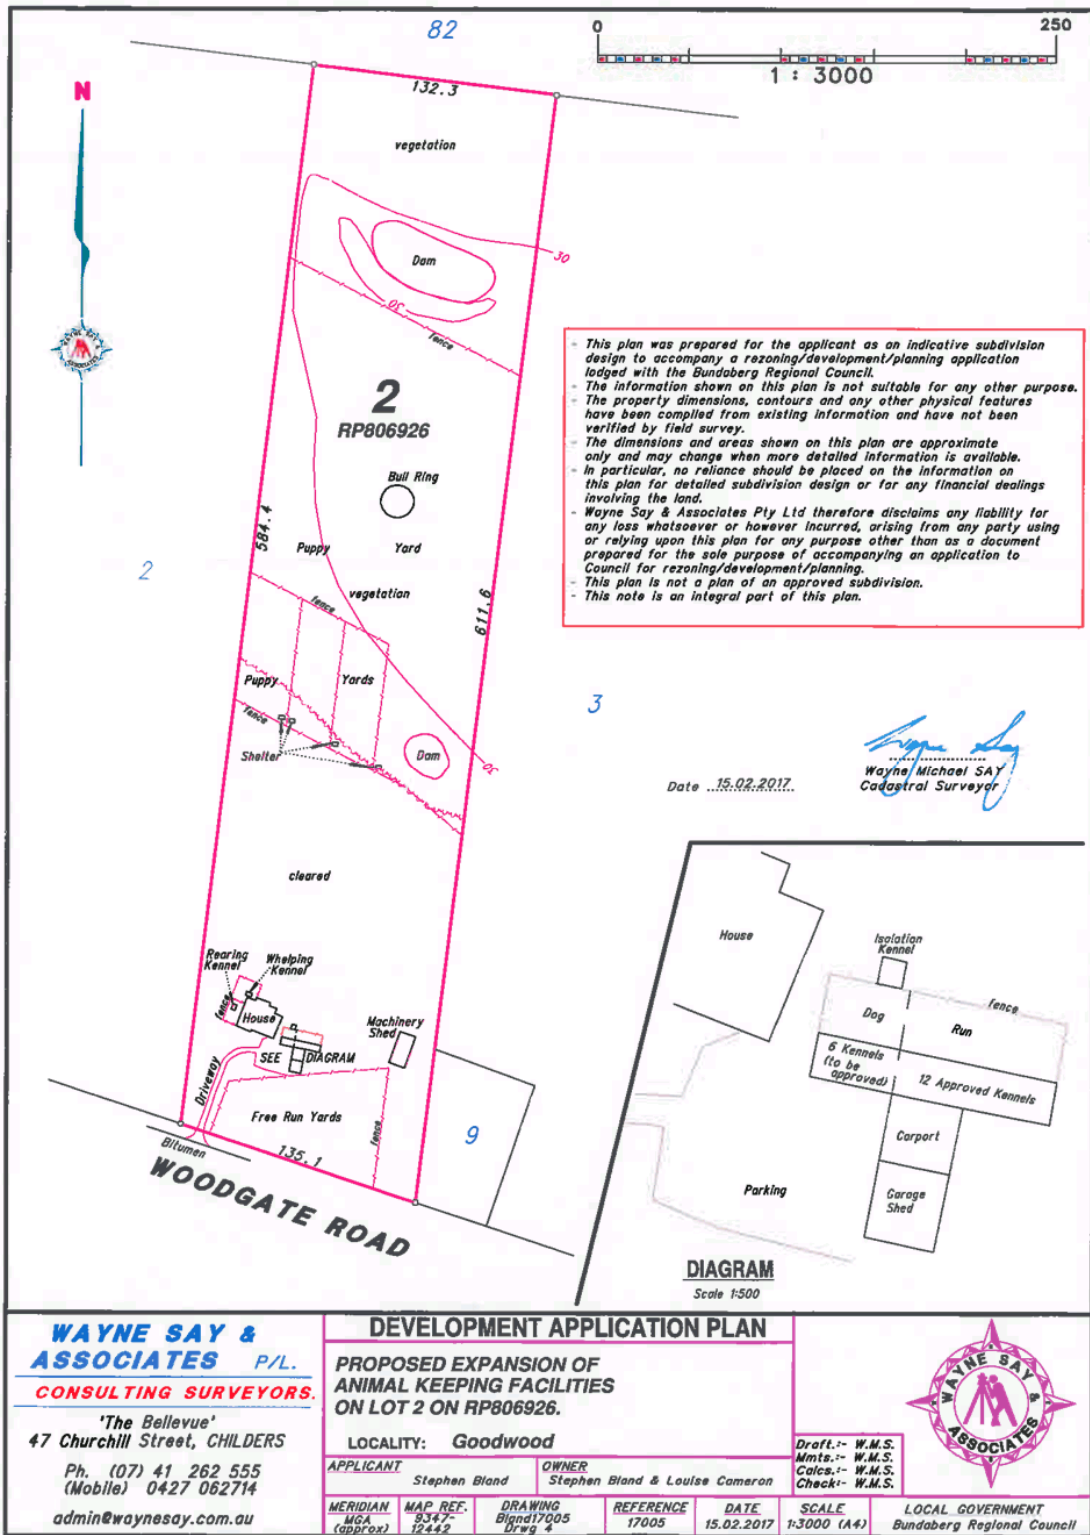 82
0 250
1 : 3000
N
132.3
vegetation
Dam
30
30
fence
2
RP806926
Bull Ring
584.4
Puppy Yard
2
vegetation
611.6
fence
Puppy Yards
fence
Shelter
Dam
30
3
- This plan was prepared for the applicant as an indicative subdivision
design to accompany a rezoning/development/planning application
lodged with the Bundaberg Regional Council.
- The information shown on this plan is not suitable for any other purpose.
- The property dimensions, contours and any other physical features
have been compiled from existing information and have not been
verified by field survey.
- The dimensions and areas shown on this plan are approximate
only and may change when more detailed information is available.
- In particular, no reliance should be placed on the information on
this plan for detailed subdivision design or for any financial dealings
involving the land.
- Wayne Say & Associates Pty Ltd therefore disclaims any liability for
any loss whatsoever or however incurred, arising from any party using
or relying upon this plan for any purpose other than as a document
prepared for the sole purpose of accompanying an application to
Council for rezoning/development/planning.
- This plan is not a plan of an approved subdivision.
- This note is an integral part of this plan.
Wayne Say
Wayne Michael SAY
Cadastral Surveyor
Date 15.02.2017
cleared
Rearing
Kennel
Whelping
Kennel
fence
House
Machinery
Shed
SEE DIAGRAM
Driveway
Free Run Yards
fence
9
Bitumen
135.1
WOODGATE ROAD
House
Isolation
Kennel
fence
Dog
Run
6 Kennels
(to be
approved)
12 Approved Kennels
Carport
Garage
Shed
Parking
DIAGRAM
Scale 1:500
WAYNE SAY &
ASSOCIATES P/L.
CONSULTING SURVEYORS.
'The Bellevue'
47 Churchill Street, CHILDERS
Ph. (07) 41 262 555
(Mobile) 0427 062714
admin@waynesay.com.au
DEVELOPMENT APPLICATION PLAN
PROPOSED EXPANSION OF
ANIMAL KEEPING FACILITIES
ON LOT 2 ON RP806926.
LOCALITY: Goodwood
APPLICANT
Stephen Bland
OWNER
Stephen Bland & Louise Cameron
WAYNE SAY &
ASSOCIATES
Draft.:- W.M.S.
Mmts.:- W.M.S.
Calcs.:- W.M.S.
Check:- W.M.S.
MERIDIAN
MGA
(approx)
MAP REF.
9347-
12442
DRAWING
Bland17005
Drwg 4
REFERENCE
17005
DATE
15.02.2017
SCALE
1:3000 (A4)
LOCAL GOVERNMENT
Bundaberg Regional Council